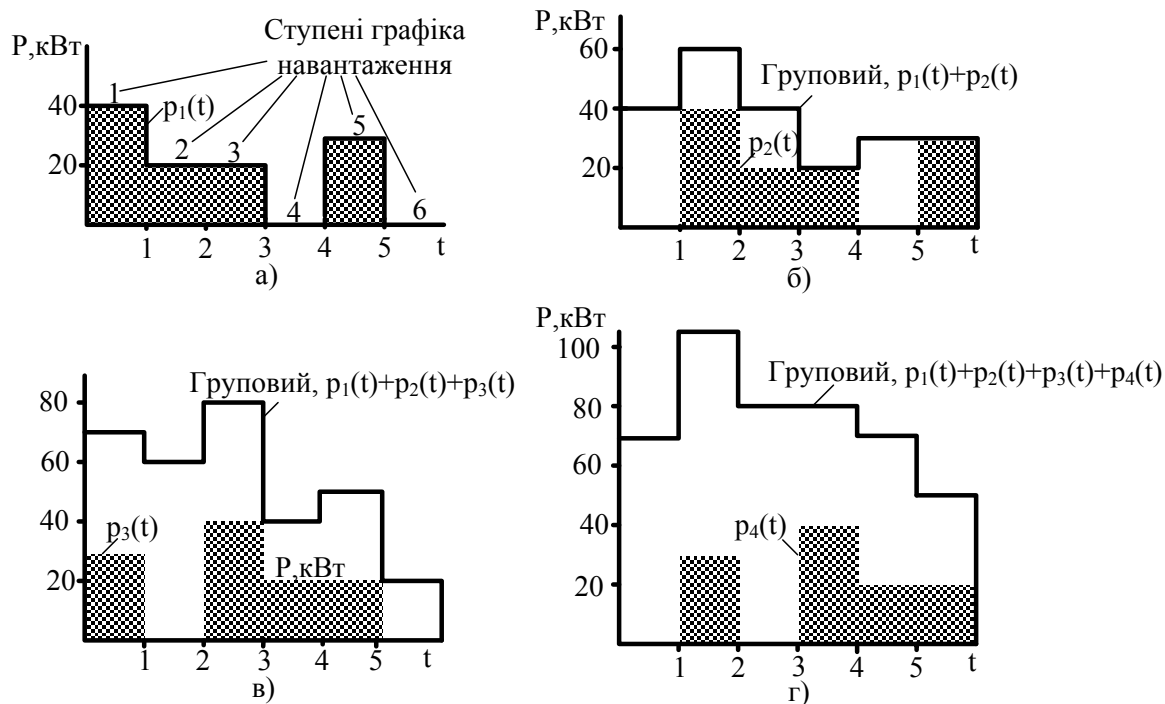 Ступені графіка
навантаження
P,кВт
40
20
1
p₁(t)
2
3
4
5
6
1 2 3 4 5 t
а)
P,кВт
60
40
20
Груповий, p₁(t)+p₂(t)
p₂(t)
1 2 3 4 5 t
б)
80
60
40
20
Груповий, p₁(t)+p₂(t)+p₃(t)
p₃(t)
P,кВт
1 2 3 4 5 t
в)
P,кВт
100
80
60
40
20
Груповий, p₁(t)+p₂(t)+p₃(t)+p₄(t)
p₄(t)
1 2 3 4 5 t
г)